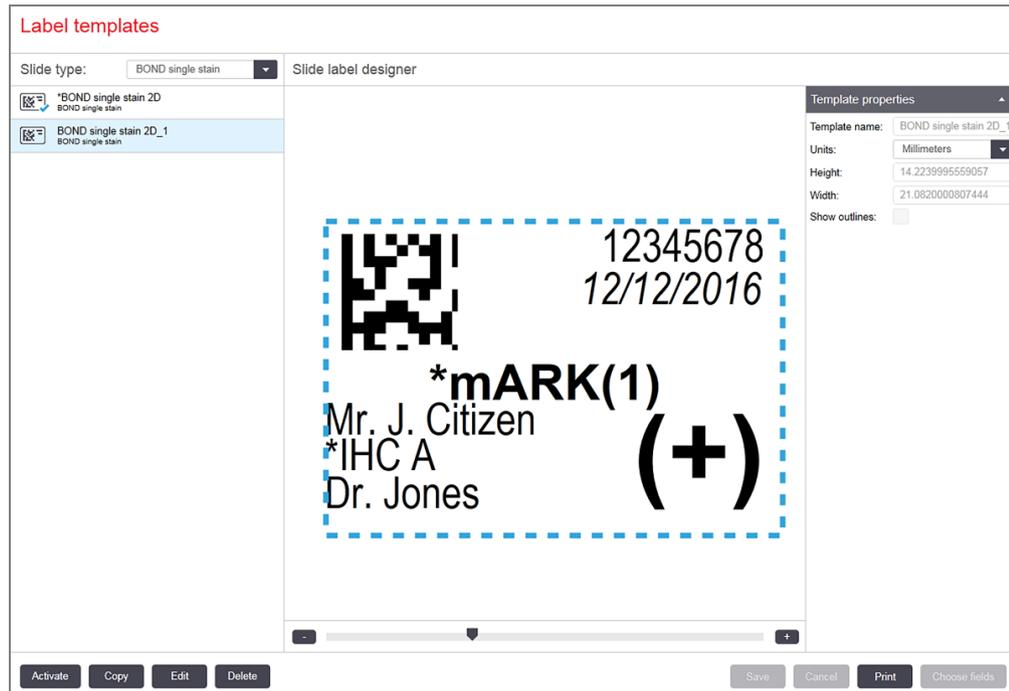 Label templates
Slide type: BOND single stain
Slide label designer
*BOND single stain 2D
BOND single stain
BOND single stain 2D_1
BOND single stain
12345678
12/12/2016
*mARK(1)
Mr. J. Citizen
*IHC A
(+)
Dr. Jones
Template properties
Template name: BOND single stain 2D_1
Units: Millimeters
Height: 14.2239995559057
Width: 21.0820000807444
Show outlines:
- +
Activate Copy Edit Delete Save Cancel Print Choose fields